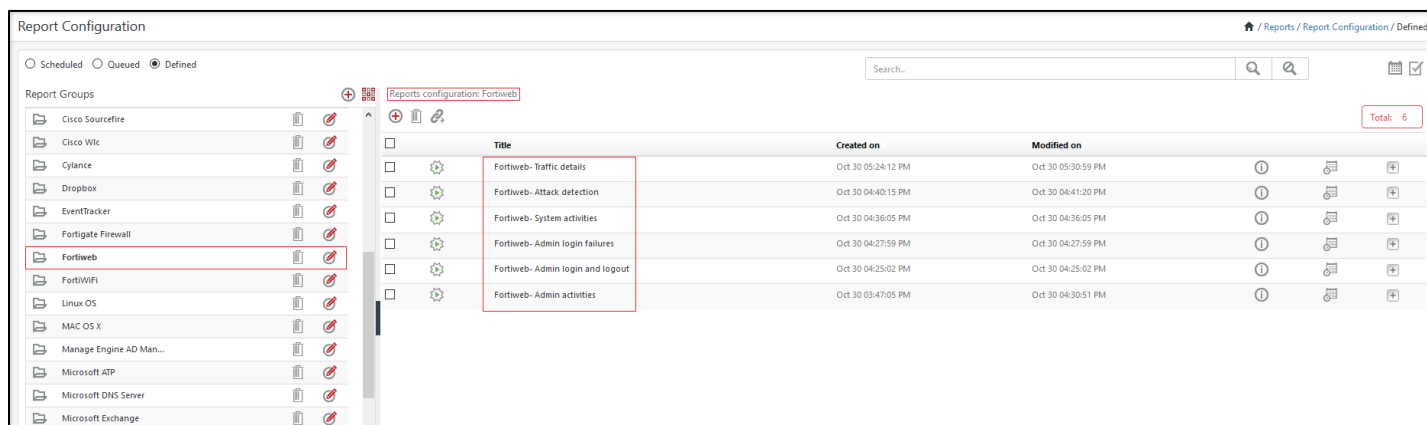 Report Configuration
/ Reports / Report Configuration / Defined
Scheduled Queued Defined
Search..
Report Groups
Reports configuration: Fortiweb
Total: 6
Cisco Sourcefire
Cisco Wlc
Cylance
Dropbox
EventTracker
Fortigate Firewall
Fortiweb
FortiWiFi
Linux OS
MAC OS X
Manage Engine AD Man...
Microsoft ATP
Microsoft DNS Server
Microsoft Exchange
Title Created on Modified on
Fortiweb- Traffic details Oct 30 05:24:12 PM Oct 30 05:30:59 PM
Fortiweb- Attack detection Oct 30 04:40:15 PM Oct 30 04:41:20 PM
Fortiweb- System activities Oct 30 04:36:05 PM Oct 30 04:36:05 PM
Fortiweb- Admin login failures Oct 30 04:27:59 PM Oct 30 04:27:59 PM
Fortiweb- Admin login and logout Oct 30 04:25:02 PM Oct 30 04:25:02 PM
Fortiweb- Admin activities Oct 30 03:47:05 PM Oct 30 04:30:51 PM